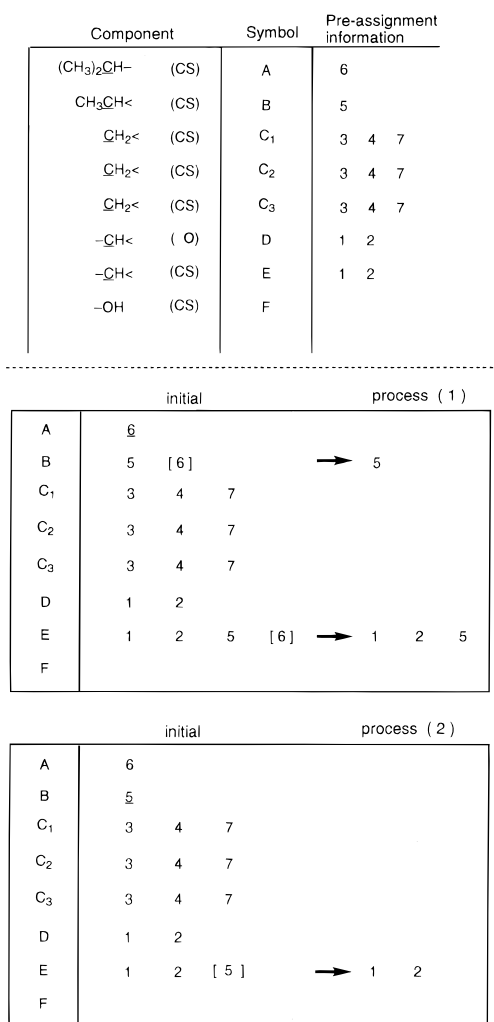 Component Symbol Pre-assignment information
(CH₃)₂CH– (CS) A 6
CH₃CH< (CS) B 5
CH₂< (CS) C₁ 3 4 7
CH₂< (CS) C₂ 3 4 7
CH₂< (CS) C₃ 3 4 7
–CH< ( O) D 1 2
–CH< (CS) E 1 2
–OH (CS) F
initial process ( 1 )
A 6
B 5 [ 6 ] → 5
C₁ 3 4 7
C₂ 3 4 7
C₃ 3 4 7
D 1 2
E 1 2 5 [ 6 ] → 1 2 5
F
initial process ( 2 )
A 6
B 5
C₁ 3 4 7
C₂ 3 4 7
C₃ 3 4 7
D 1 2
E 1 2 [ 5 ] → 1 2
F